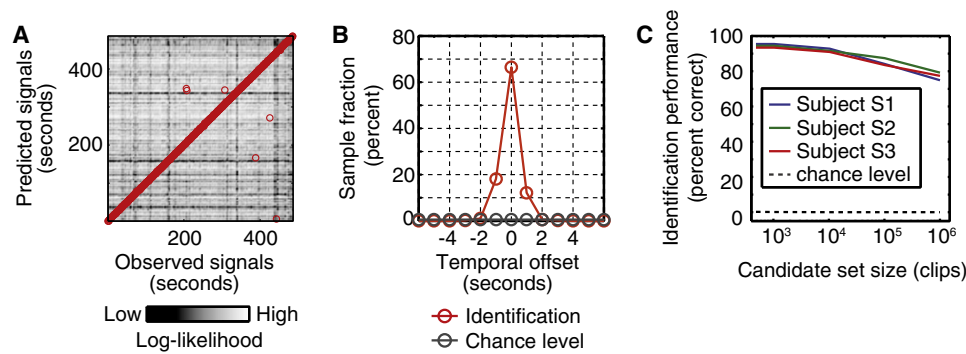 A
Predicted signals
(seconds)
400
200
200
400
Observed signals
(seconds)
Low
High
Log-likelihood
B
Sample fraction
(percent)
80
60
40
20
0
-4
-2
0
2
4
Temporal offset
(seconds)
Identification
Chance level
C
Identification performance
(percent correct)
100
80
60
40
20
0
Subject S1
Subject S2
Subject S3
chance level
10³
10⁴
10⁵
10⁶
Candidate set size (clips)